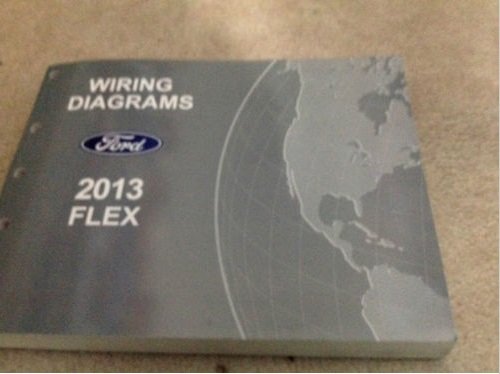 WIRING
DIAGRAMS
Ford
2013
FLEX